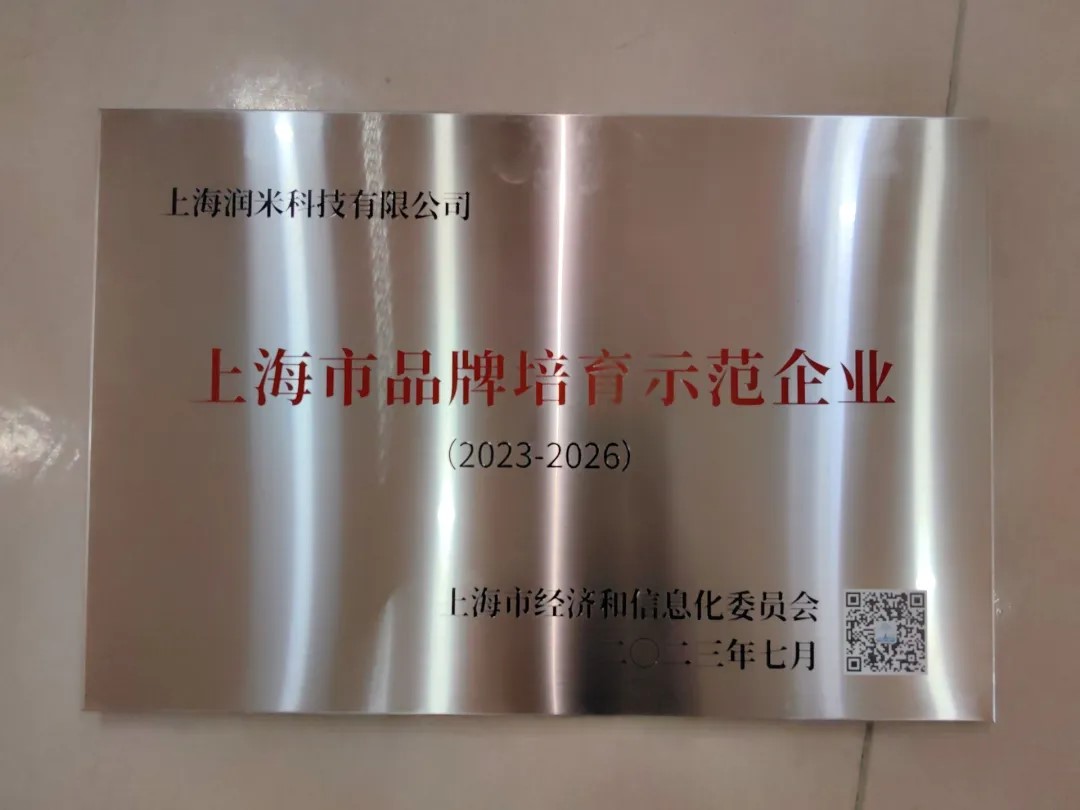 上海润米科技有限公司
上海市品牌培育示范企业
（2023-2026）
上海市经济和信息化委员会
二〇二三年七月